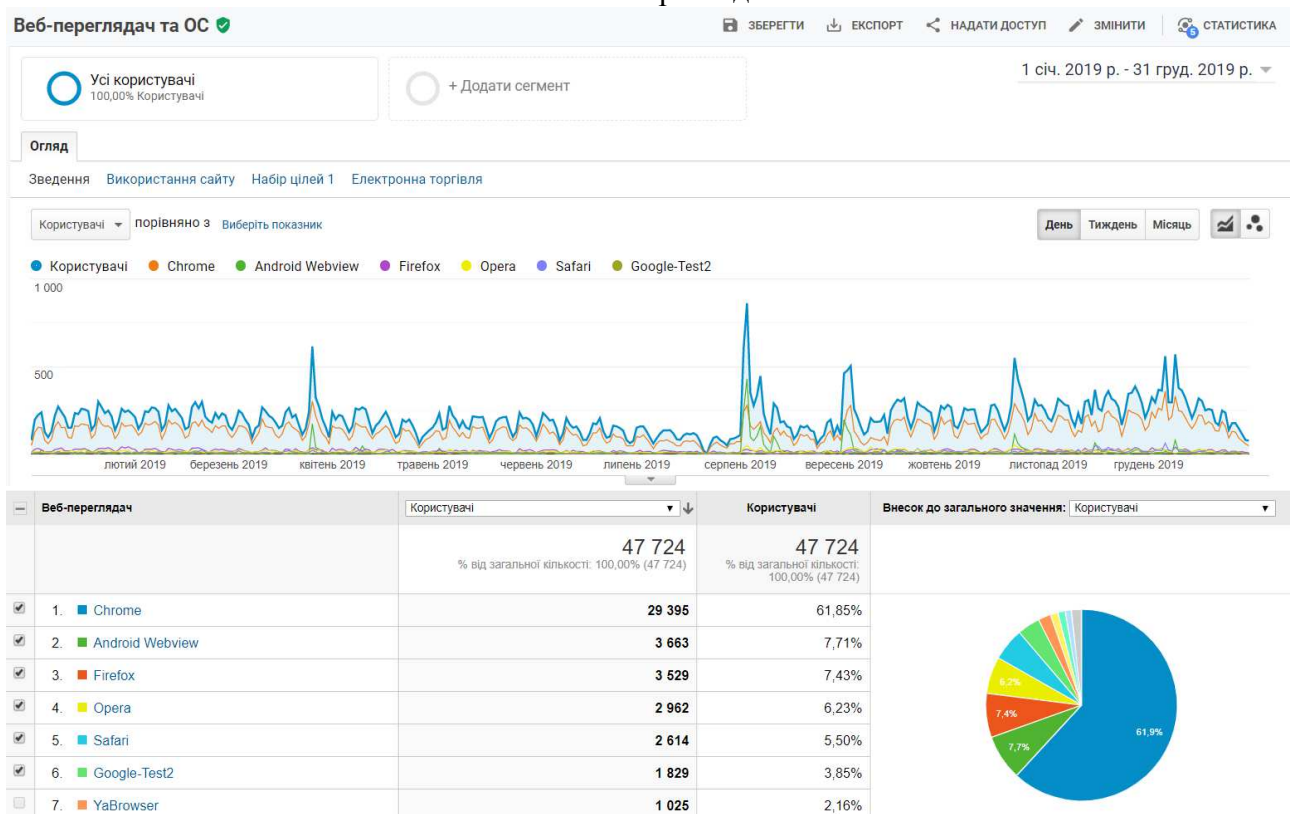 Веб-переглядач та ОС
ЗБЕРЕГТИ ЕКСПОРТ НАДАТИ ДОСТУП ЗМІНИТИ 5 СТАТИСТИКА
Усі користувачі
100,00% Користувачі
+ Додати сегмент
1 січ. 2019 р. - 31 груд. 2019 р.
Огляд
Зведення Використання сайту Набір цілей 1 Електронна торгівля
Користувачі порівняно з Виберіть показник
День Тиждень Місяць
Користувачі Chrome Android Webview Firefox Opera Safari Google-Test2
1 000
500
лютий 2019 березень 2019 квітень 2019 травень 2019 червень 2019 липень 2019 серпень 2019 вересень 2019 жовтень 2019 листопад 2019 грудень 2019
Веб-переглядач Користувачі Користувачі Внесок до загального значення: Користувачі
47 724 47 724
% від загальної кількості: 100,00% (47 724) % від загальної кількості:
100,00% (47 724)
1. Chrome 29 395 61,85%
2. Android Webview 3 663 7,71%
3. Firefox 3 529 7,43%
4. Opera 2 962 6,23%
5. Safari 2 614 5,50%
6. Google-Test2 1 829 3,85%
7. YaBrowser 1 025 2,16%
6,2%
7,4%
7,7%
61,9%